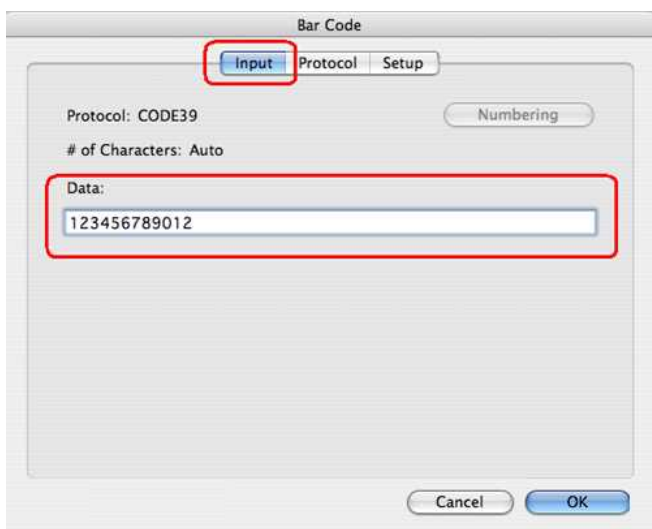 Bar Code
Input Protocol Setup
Protocol: CODE39 Numbering
# of Characters: Auto
Data:
123456789012
Cancel OK